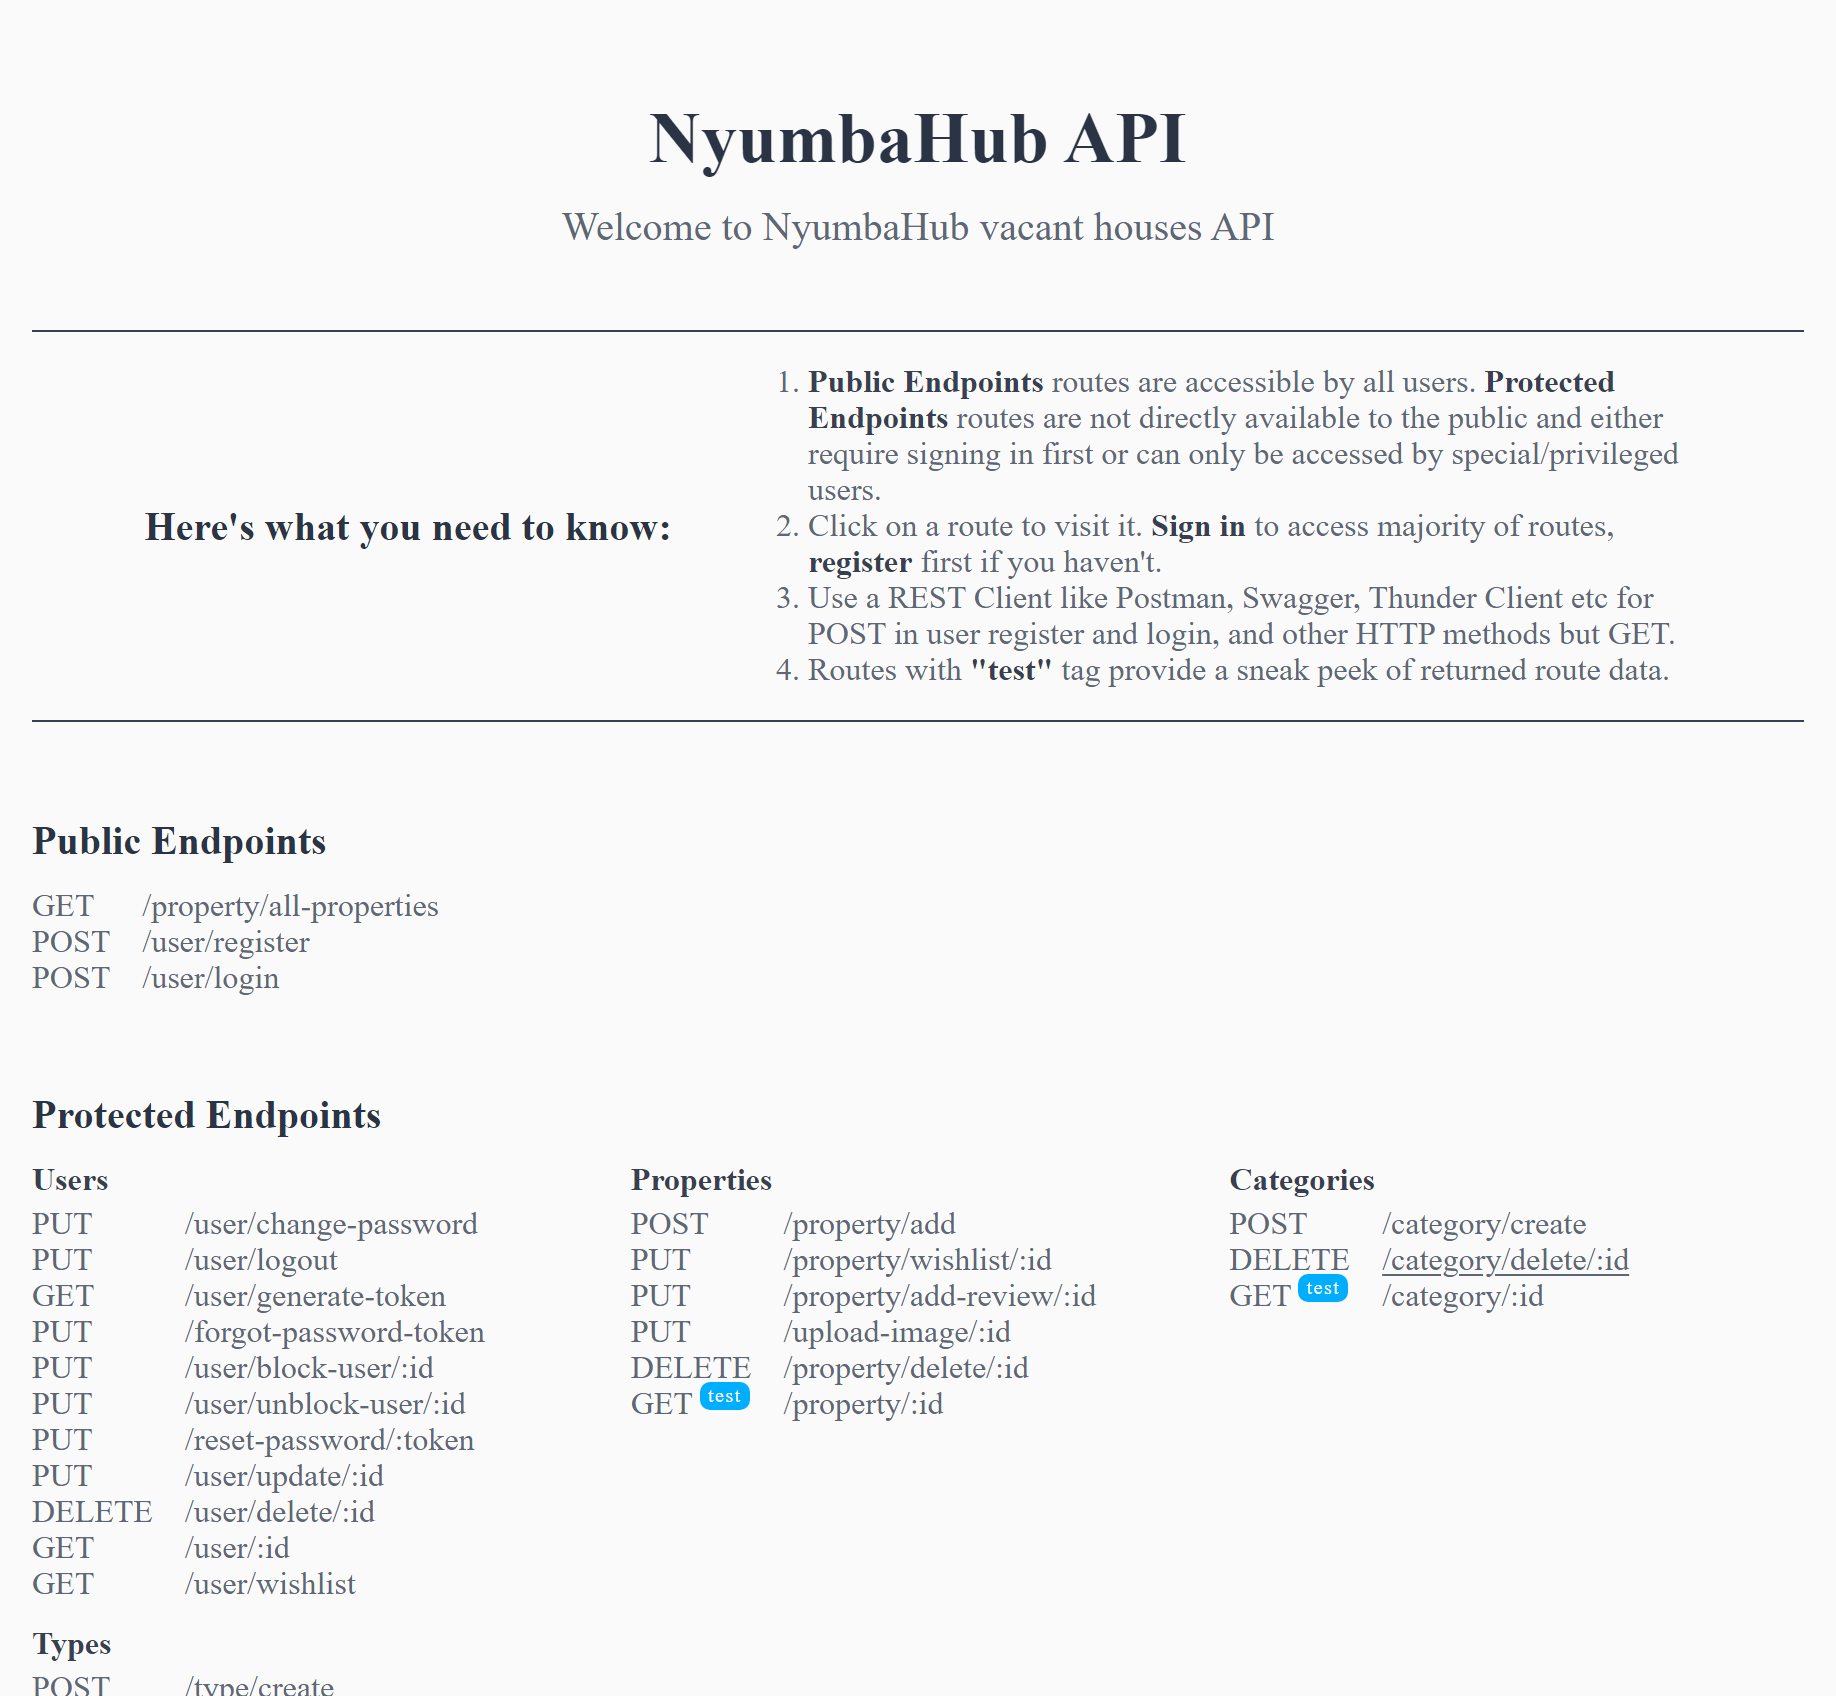 NyumbaHub API
Welcome to NyumbaHub vacant houses API
Here's what you need to know:
1. Public Endpoints routes are accessible by all users. Protected
Endpoints routes are not directly available to the public and either
require signing in first or can only be accessed by special/privileged
users.
2. Click on a route to visit it. Sign in to access majority of routes,
register first if you haven't.
3. Use a REST Client like Postman, Swagger, Thunder Client etc for
POST in user register and login, and other HTTP methods but GET.
4. Routes with "test" tag provide a sneak peek of returned route data.
Public Endpoints
GET /property/all-properties
POST /user/register
POST /user/login
Protected Endpoints
Users
PUT /user/change-password
PUT /user/logout
GET /user/generate-token
PUT /forgot-password-token
PUT /user/block-user/:id
PUT /user/unblock-user/:id
PUT /reset-password/:token
PUT /user/update/:id
DELETE /user/delete/:id
GET /user/:id
GET /user/wishlist
Properties
POST /property/add
PUT /property/wishlist/:id
PUT /property/add-review/:id
PUT /upload-image/:id
DELETE /property/delete/:id
GET test /property/:id
Categories
POST /category/create
DELETE /category/delete/:id
GET test /category/:id
Types
POST /type/create